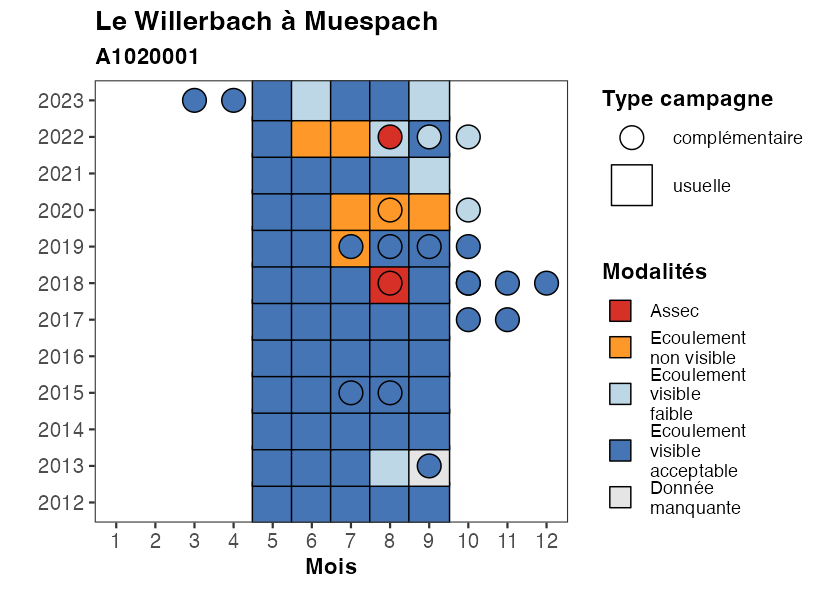 Le Willerbach à Muespach
A1020001
2023
2022
2021
2020
2019
2018
2017
2016
2015
2014
2013
2012
1 2 3 4 5 6 7 8 9 10 11 12
Mois
Type campagne
complémentaire
usuelle
Modalités
Assec
Ecoulement
non visible
Ecoulement
visible
faible
Ecoulement
visible
acceptable
Donnée
manquante